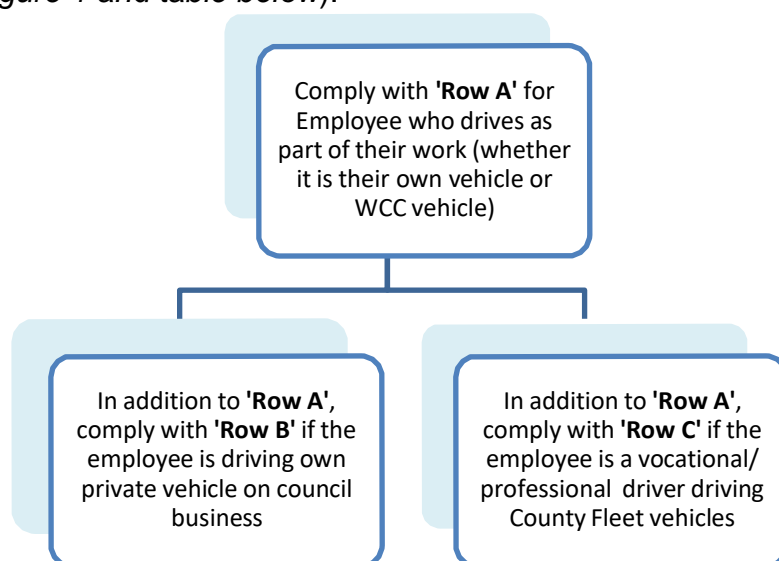 and table below).
Comply with 'Row A' for
Employee who drives as
part of their work (whether
it is their own vehicle or
WCC vehicle)
In addition to 'Row A',
comply with 'Row B' if the
employee is driving own
private vehicle on council
business
In addition to 'Row A',
comply with 'Row C' if the
employee is a vocational/
professional driver driving
County Fleet vehicles